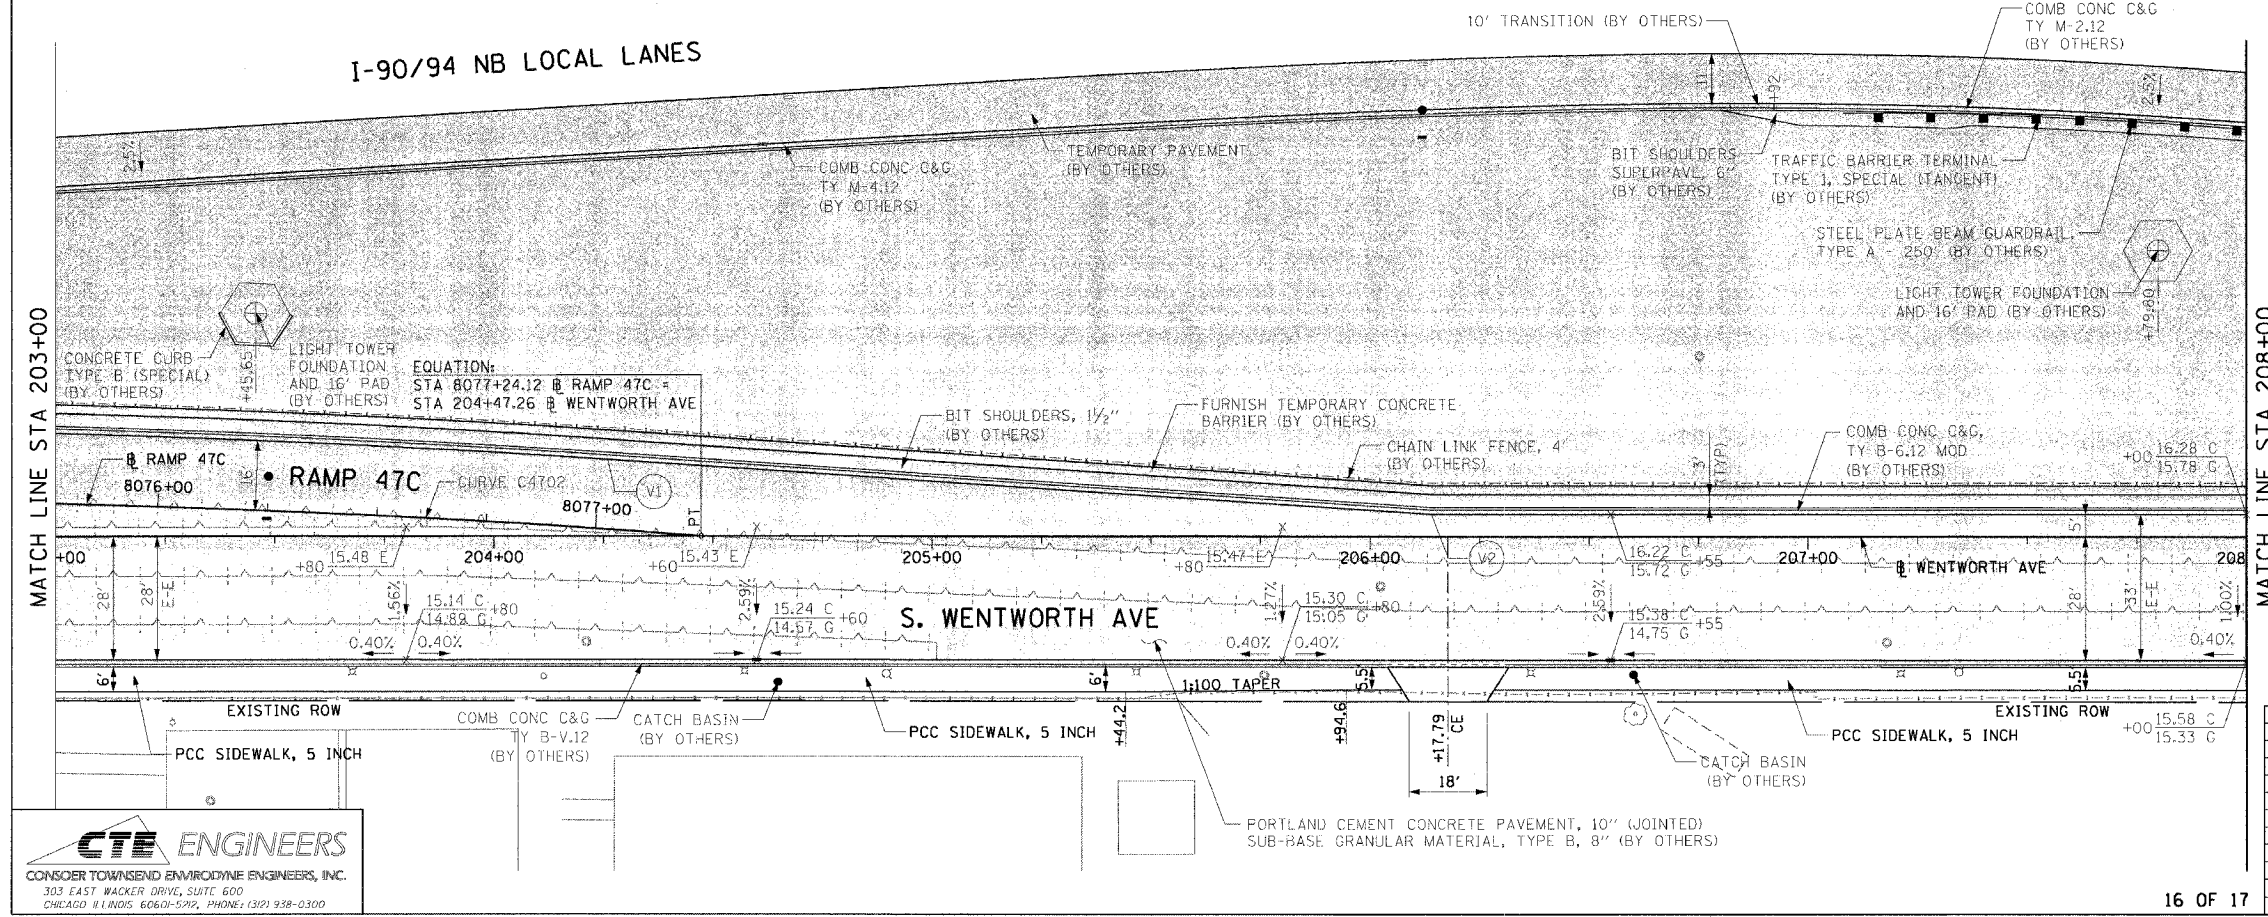 I-90/94 NB LOCAL LANES
10' TRANSITION (BY OTHERS)
COMB CONC C&G
TY M-2.12
(BY OTHERS)
11'
+92
2.5%
2.5%
COMB CONC C&G
TY M-4.12
(BY OTHERS)
TEMPORARY PAVEMENT
(BY OTHERS)
BIT SHOULDERS
SUPERPAVE, 6"
(BY OTHERS)
TRAFFIC BARRIER TERMINAL
TYPE 1, SPECIAL (TANGENT)
(BY OTHERS)
STEEL PLATE BEAM GUARDRAIL,
TYPE A - 250' (BY OTHERS)
LIGHT TOWER FOUNDATION
AND 16' PAD (BY OTHERS)
+79.80
MATCH LINE STA 203+00
CONCRETE CURB
TYPE B (SPECIAL)
(BY OTHERS)
+45.65
LIGHT TOWER
FOUNDATION
AND 16' PAD
(BY OTHERS)
EQUATION:
STA 8077+24.12 ℄ RAMP 47C =
STA 204+47.26 ℄ WENTWORTH AVE
BIT SHOULDERS, 1½"
(BY OTHERS)
FURNISH TEMPORARY CONCRETE
BARRIER (BY OTHERS)
CHAIN LINK FENCE, 4'
(BY OTHERS)
3'
(TYP)
COMB CONC C&G,
TY B-6.12 MOD
(BY OTHERS)
+00 16.28 C
15.78 G
MATCH LINE STA 208+00
℄ RAMP 47C
8076+00
16'
RAMP 47C
CURVE C4702
8077+00
V1
PT
5'
+00
+80 15.48 E
204+00
+60 15.43 E
205+00
+80 15.47 E
206+00
V2
16.22 C
15.72 G +55
207+00
℄ WENTWORTH AVE
208
28'
28'
E-E
1.56%
15.14 C
14.89 G +80
2.59%
15.24 C
14.67 G +60
S. WENTWORTH AVE
1.27%
15.30 C
15.05 G +80
2.59%
15.38 C
14.75 G +55
28'
33'
E-E
1.00%
0.40% 0.40%
0.40% 0.40%
0.40%
6'
6'
1:100 TAPER
5.5'
5.5'
EXISTING ROW
COMB CONC C&G
TY B-V.12
(BY OTHERS)
CATCH BASIN
(BY OTHERS)
PCC SIDEWALK, 5 INCH
+44.2
+94.6
+17.79
CE
18'
EXISTING ROW
+00 15.58 C
15.33 G
PCC SIDEWALK, 5 INCH
PCC SIDEWALK, 5 INCH
CATCH BASIN
(BY OTHERS)
PORTLAND CEMENT CONCRETE PAVEMENT, 10" (JOINTED)
SUB-BASE GRANULAR MATERIAL, TYPE B, 8" (BY OTHERS)
CTE ENGINEERS
CONSOER TOWNSEND ENVIRODYNE ENGINEERS, INC.
303 EAST WACKER DRIVE, SUITE 600
CHICAGO ILLINOIS 60601-5212, PHONE: (312) 938-0300
16 OF 17